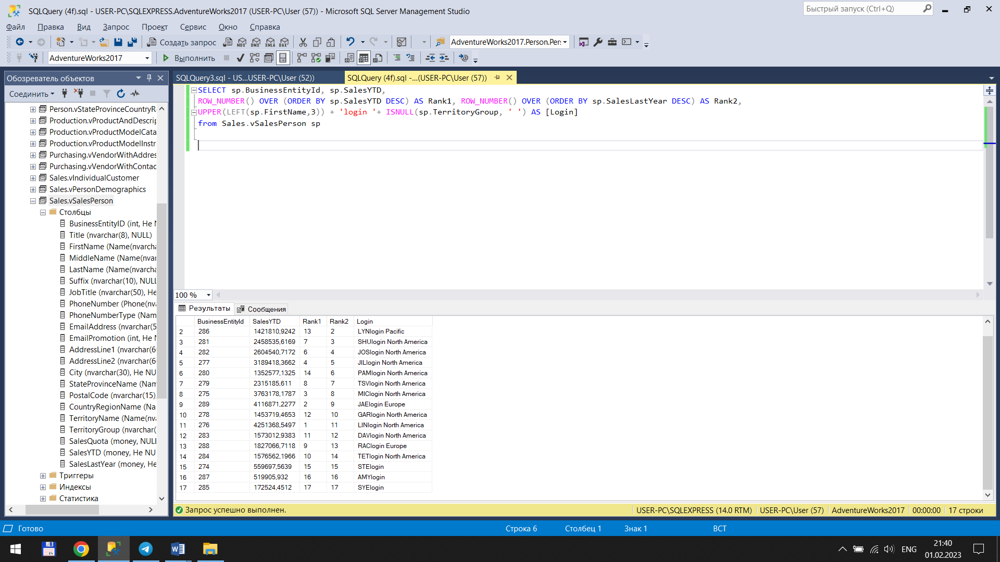 SQLQuery (4f).sql - USER-PC\SQLEXPRESS.AdventureWorks2017 (USER-PC\User (57)) - Microsoft SQL Server Management Studio
Быстрый запуск (Ctrl+Q)
Файл Правка Вид Запрос Проект Сервис Окно Справка
Создать запрос
AdventureWorks2017.Person.Per
AdventureWorks2017
Выполнить
Обозреватель объектов
Соединить
Person.vStateProvinceCountryR
Production.vProductAndDescrip
Production.vProductModelCata
Production.vProductModelInstr
Purchasing.vVendorWithAddres
Purchasing.vVendorWithContac
Sales.vIndividualCustomer
Sales.vPersonDemographics
Sales.vSalesPerson
Столбцы
BusinessEntityID (int, Не N
Title (nvarchar(8), NULL)
FirstName (Name(nvarcha
MiddleName (Name(nvar
LastName (Name(nvarcha
Suffix (nvarchar(10), NULL
JobTitle (nvarchar(50), Не
PhoneNumber (Phone(nva
PhoneNumberType (Nam
EmailAddress (nvarchar(5
EmailPromotion (int, Не N
AddressLine1 (nvarchar(6
AddressLine2 (nvarchar(6
City (nvarchar(30), Не NU
StateProvinceName (Nam
PostalCode (nvarchar(15)
CountryRegionName (Na
TerritoryName (Name(nva
TerritoryGroup (nvarchar(
SalesQuota (money, NULL
SalesYTD (money, Не NU
SalesLastYear (money, Не
Триггеры
Индексы
Статистика
SQLQuery3.sql - US...USER-PC\User (52))
SQLQuery (4f).sql -...(USER-PC\User (57))
SELECT sp.BusinessEntityId, sp.SalesYTD,
ROW_NUMBER() OVER (ORDER BY sp.SalesYTD DESC) AS Rank1, ROW_NUMBER() OVER (ORDER BY sp.SalesLastYear DESC) AS Rank2,
UPPER(LEFT(sp.FirstName,3)) + 'login '+ ISNULL(sp.TerritoryGroup, ' ') AS [Login]
from Sales.vSalesPerson sp
100 %
Результаты Сообщения
BusinessEntityId SalesYTD Rank1 Rank2 Login
2 286 1421810,9242 13 2 LYNlogin Pacific
3 281 2458535,6169 7 3 SHUlogin North America
4 282 2604540,7172 6 4 JOSlogin North America
5 277 3189418,3662 4 5 JILlogin North America
6 280 1352577,1325 14 6 PAMlogin North America
7 279 2315185,611 8 7 TSVlogin North America
8 275 3763178,1787 3 8 MIClogin North America
9 289 4116871,2277 2 9 JAElogin Europe
10 278 1453719,4653 12 10 GARlogin North America
11 276 4251368,5497 1 11 LINlogin North America
12 283 1573012,9383 11 12 DAVlogin North America
13 288 1827066,7118 9 13 RAClogin Europe
14 284 1576562,1966 10 14 TETlogin North America
15 274 559697,5639 15 15 STElogin
16 287 519905,932 16 16 AMYlogin
17 285 172524,4512 17 17 SYElogin
Запрос успешно выполнен.
USER-PC\SQLEXPRESS (14.0 RTM) USER-PC\User (57) AdventureWorks2017 00:00:00 17 строки
Готово Строка 6 Столбец 1 Знак 1 ВСТ
ENG
21:40
01.02.2023